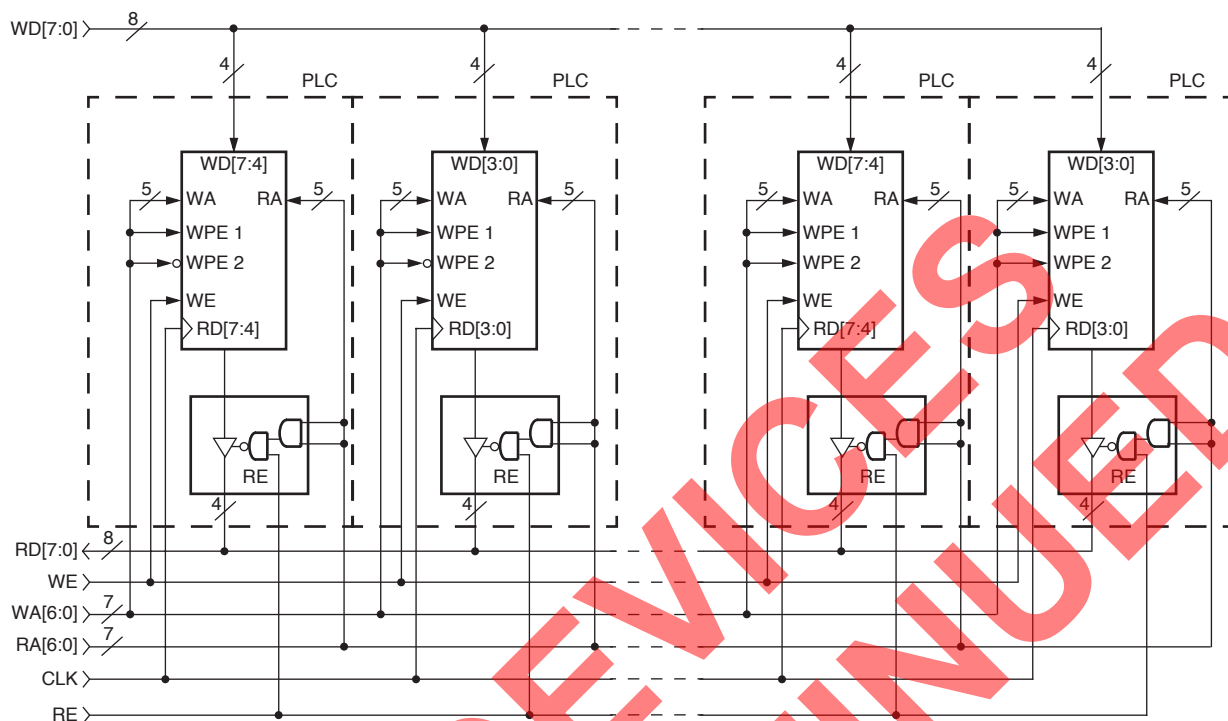 WD[7:0] 8
4 PLC 4 PLC 4 PLC 4 PLC
WD[7:4] WD[3:0] WD[7:4] WD[3:0]
5 WA RA 5 5 WA RA 5 5 WA RA 5 5 WA RA 5
WPE 1 WPE 1 WPE 1 WPE 1
WPE 2 WPE 2 WPE 2 WPE 2
WE WE WE WE
RD[7:4] RD[3:0] RD[7:4] RD[3:0]
RE RE RE RE
4 4 4 4
RD[7:0] 8
WE
WA[6:0] 7
RA[6:0] 7
CLK
RE